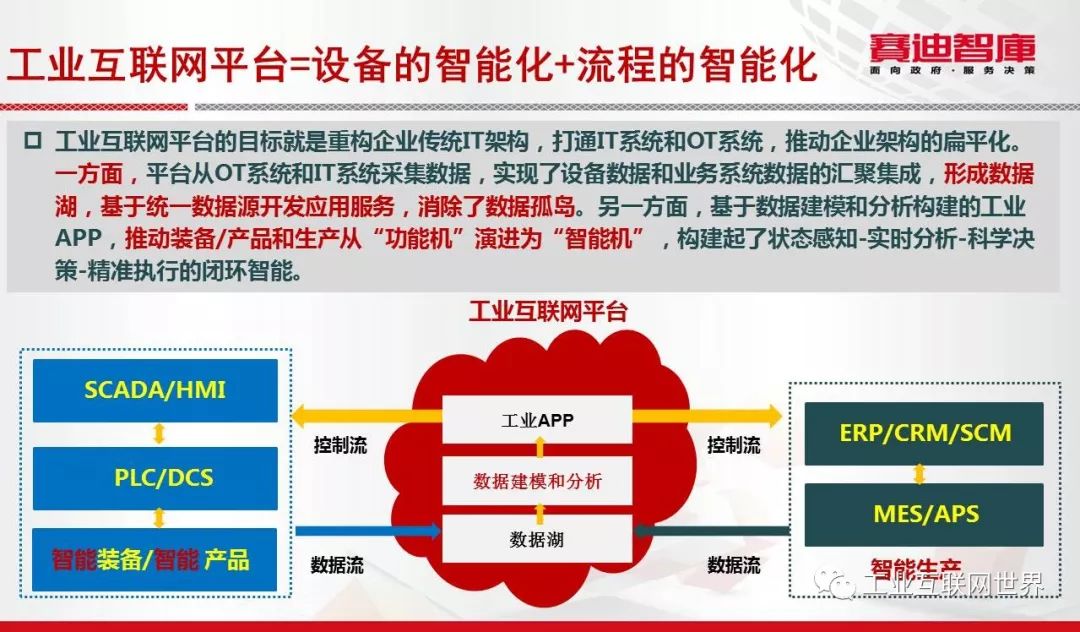 工业互联网平台=设备的智能化+流程的智能化
赛迪智庫
面向政府·服务决策
工业互联网平台的目标就是重构企业传统IT架构，打通IT系统和OT系统，推动企业架构的扁平化。
一方面，平台从OT系统和IT系统采集数据，实现了设备数据和业务系统数据的汇聚集成，形成数据
湖，基于统一数据源开发应用服务，消除了数据孤岛。另一方面，基于数据建模和分析构建的工业
APP，推动装备/产品和生产从“功能机”演进为“智能机”，构建起了状态感知-实时分析-科学决
策-精准执行的闭环智能。
工业互联网平台
SCADA/HMI
PLC/DCS
智能装备/智能 产品
控制流
数据流
工业APP
数据建模和分析
数据湖
控制流
数据流
ERP/CRM/SCM
MES/APS
智能生产
工业互联网世界